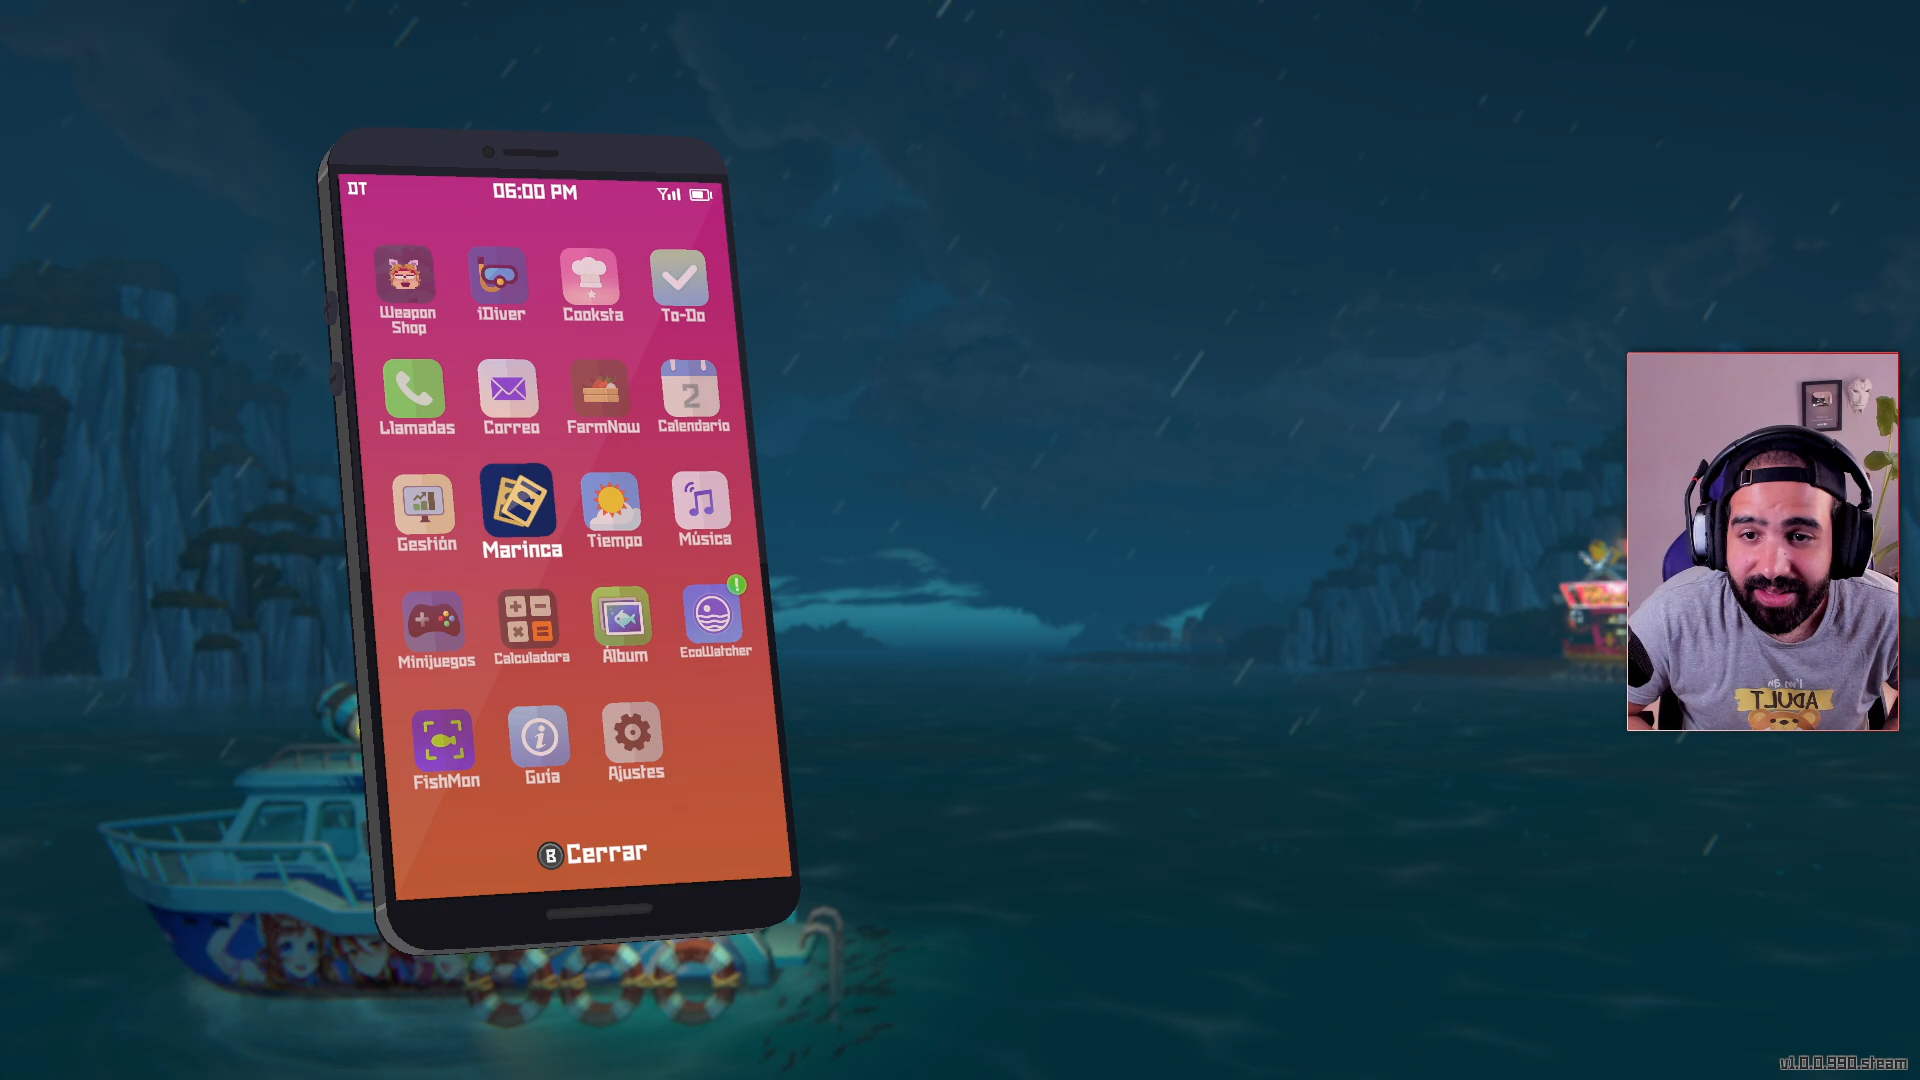 DT
06:00 PM
Weapon
Shop
iDiver
Cooksta
To-Do
Llamadas
Correo
FarmNow
2
Calendario
Gestión
Marinca
Tiempo
Música
Minijuegos
Calculadora
Álbum
!
EcoWatcher
FishMon
Guía
Ajustes
B Cerrar
ADULT
v1.0.0.990.steam